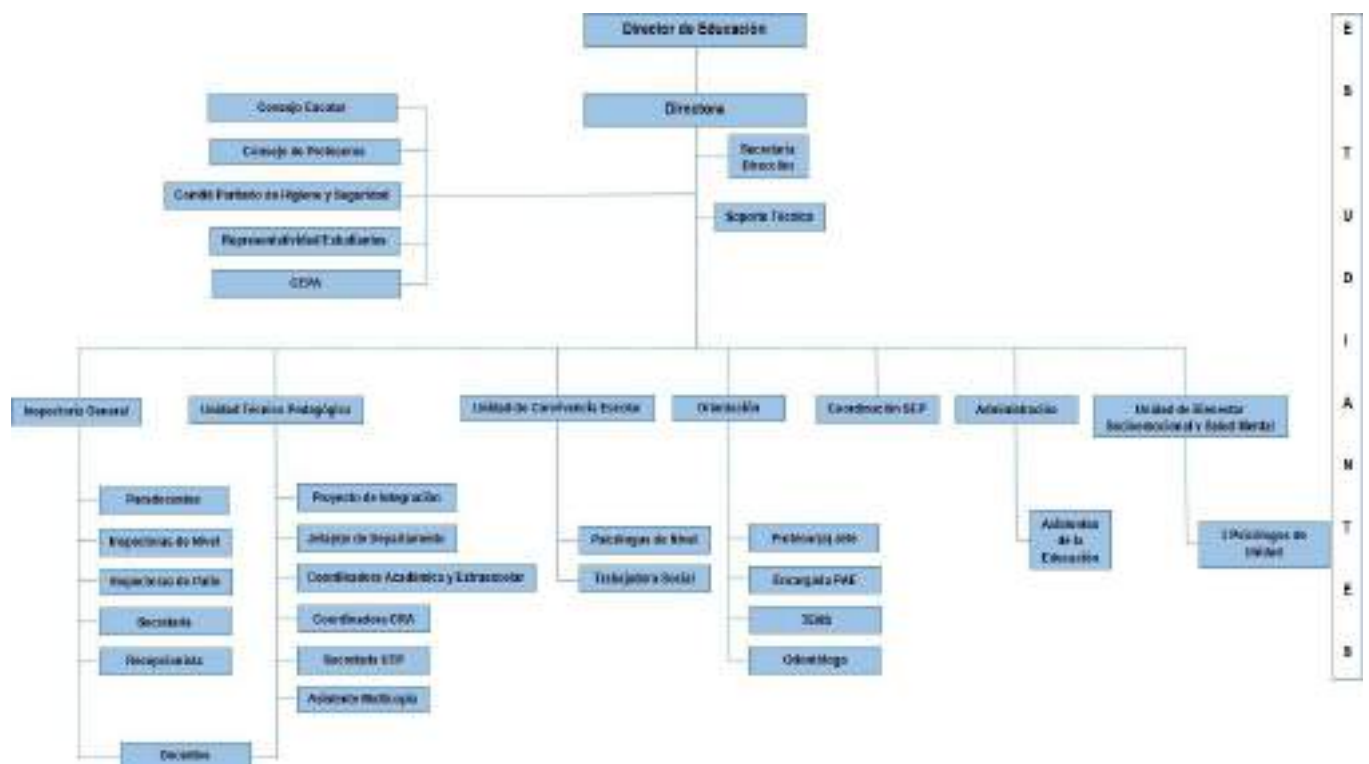 Director de Educación
Directora
Secretaría
Dirección
Soporte Técnico
Consejo Escolar
Consejo de Profesores
Comité Paritario de Higiene y Seguridad
Representatividad Estudiantes
CEPA
Inspectoría General
Unidad Técnico Pedagógica
Unidad de Convivencia Escolar
Orientación
Coordinación SEP
Administración
Unidad de Bienestar
Socioemocional y Salud Mental
Paradocentes
Inspectoras de Nivel
Inspectoras de Patio
Secretaria
Recepcionista
Proyecto de Integración
de Departamento
Coordinadora Académica y Extraescolar
Coordinadora CRA
Secretaria UTP
Asistente Multicopia
Docentes
Psicólogas de Nivel
Trabajadora Social
Jefe
Encargada PAE
Odontólogo
Asistentes
de la
Educación
Psicólogos de
Unidad
E
S
T
U
D
I
A
N
T
E
S